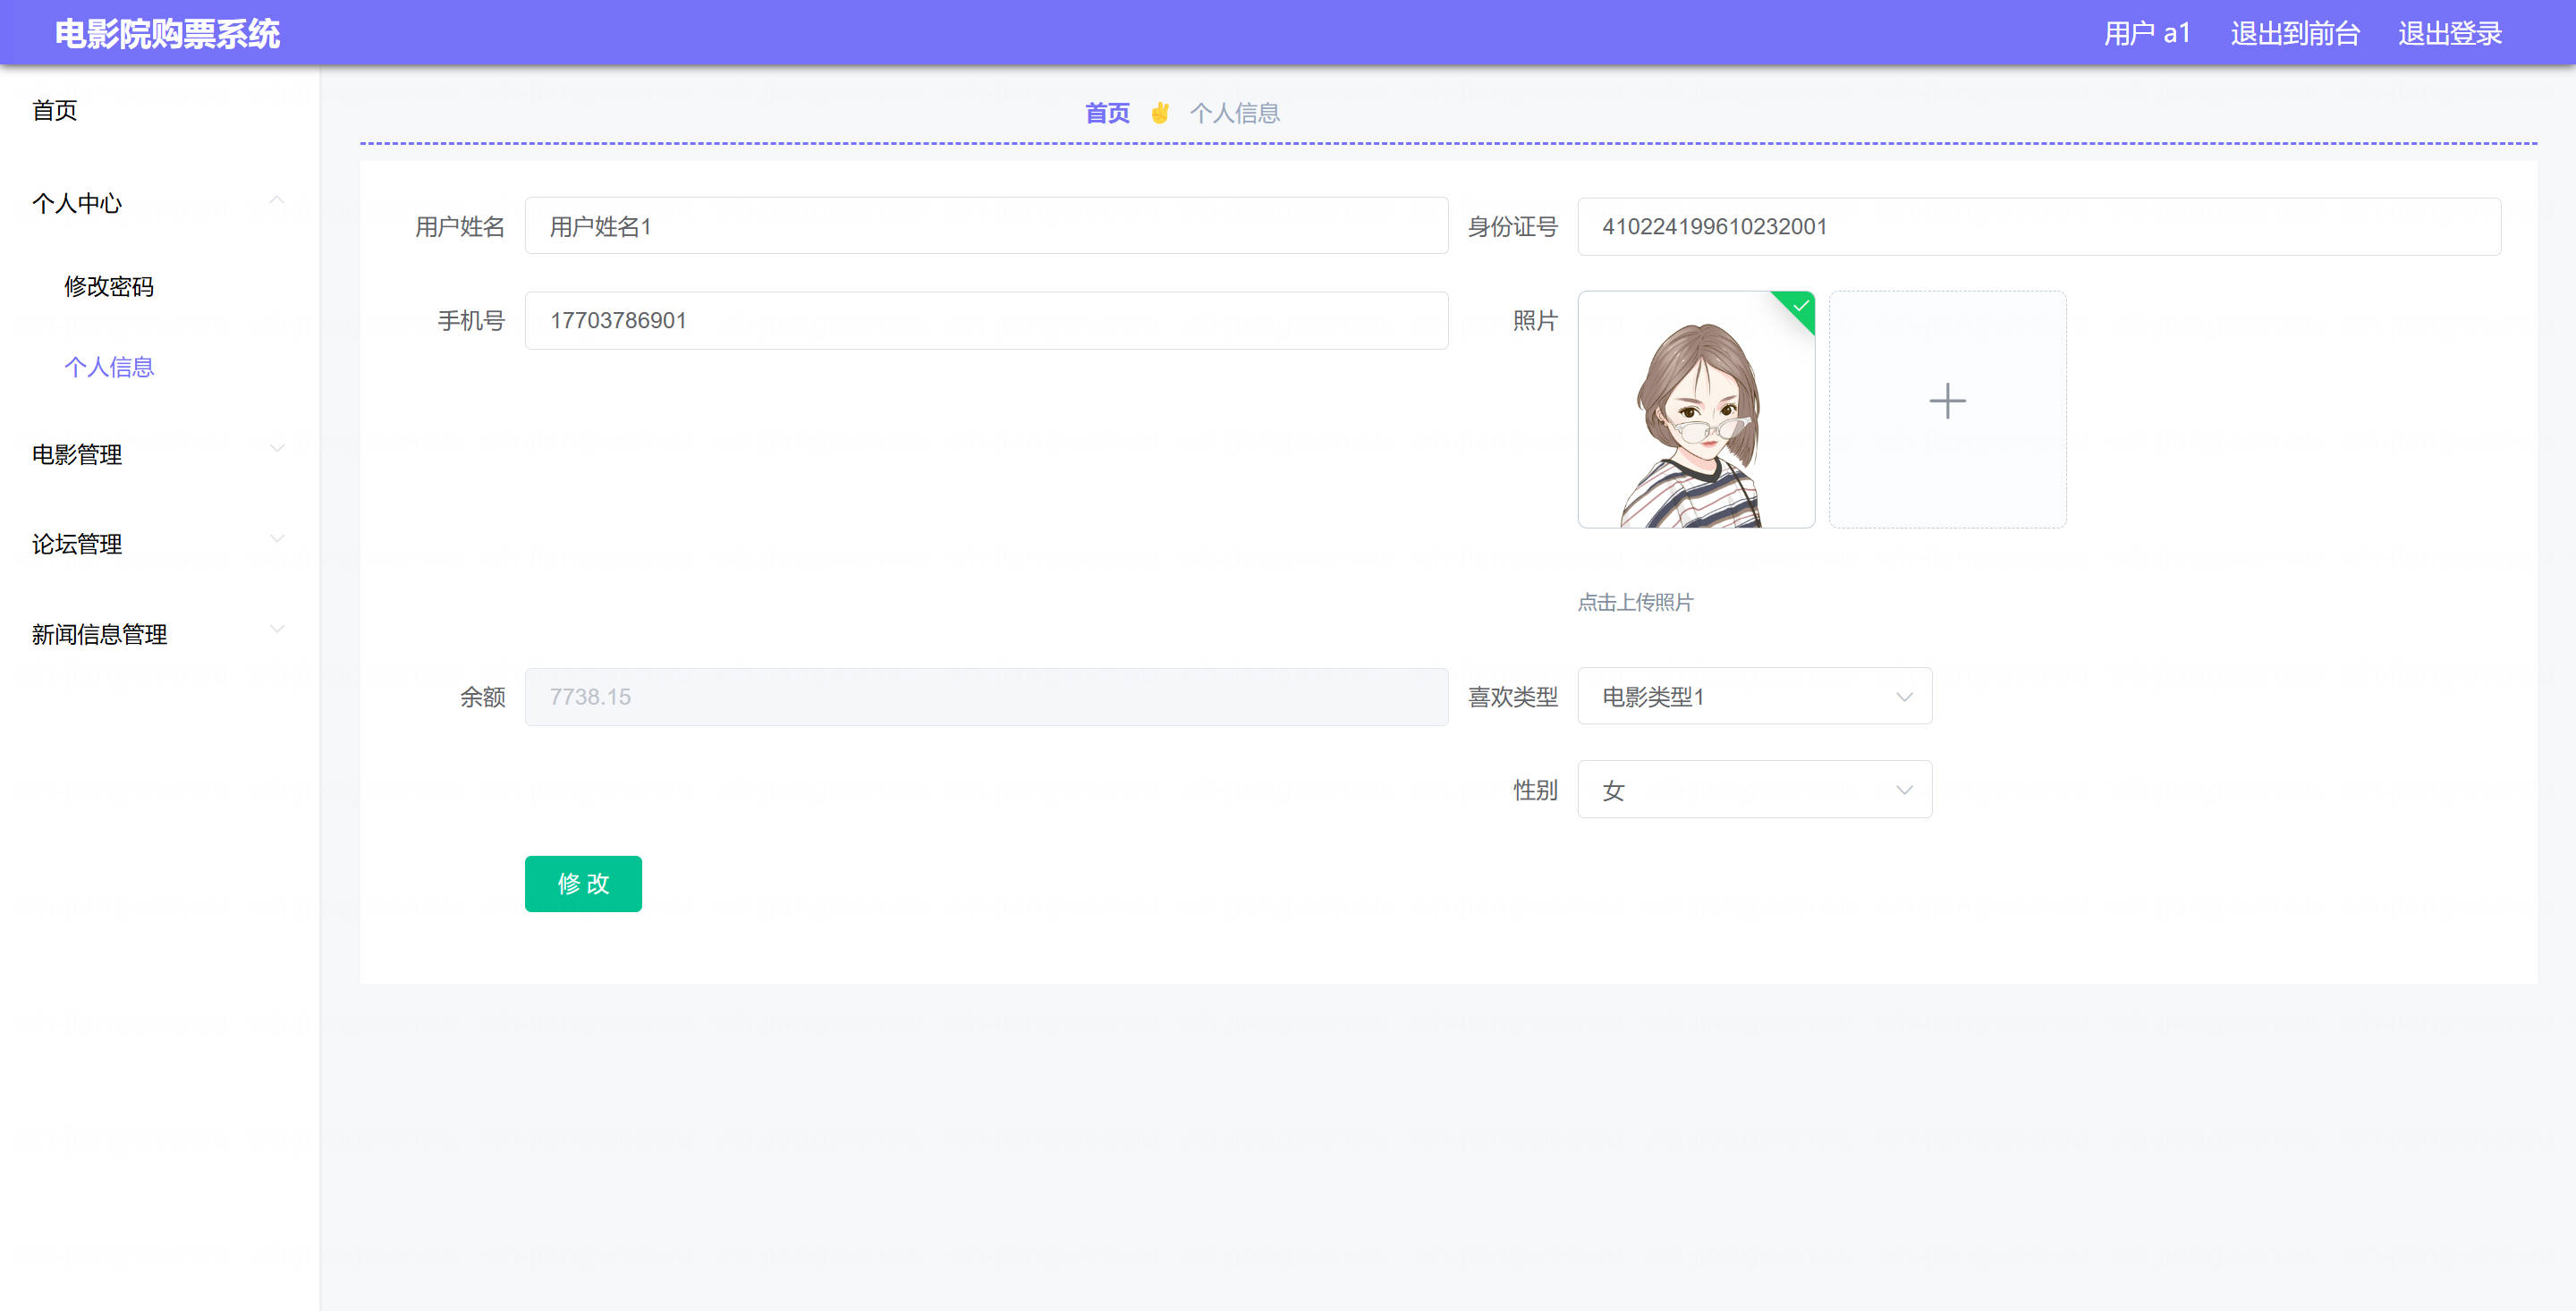 电影院购票系统
用户 a1 退出到前台 退出登录
首页
个人中心
修改密码
个人信息
电影管理
论坛管理
新闻信息管理
首页 ✌ 个人信息
用户姓名 用户姓名1 身份证号 410224199610232001
手机号 17703786901 照片
点击上传照片
余额 7738.15 喜欢类型 电影类型1
性别 女
修 改